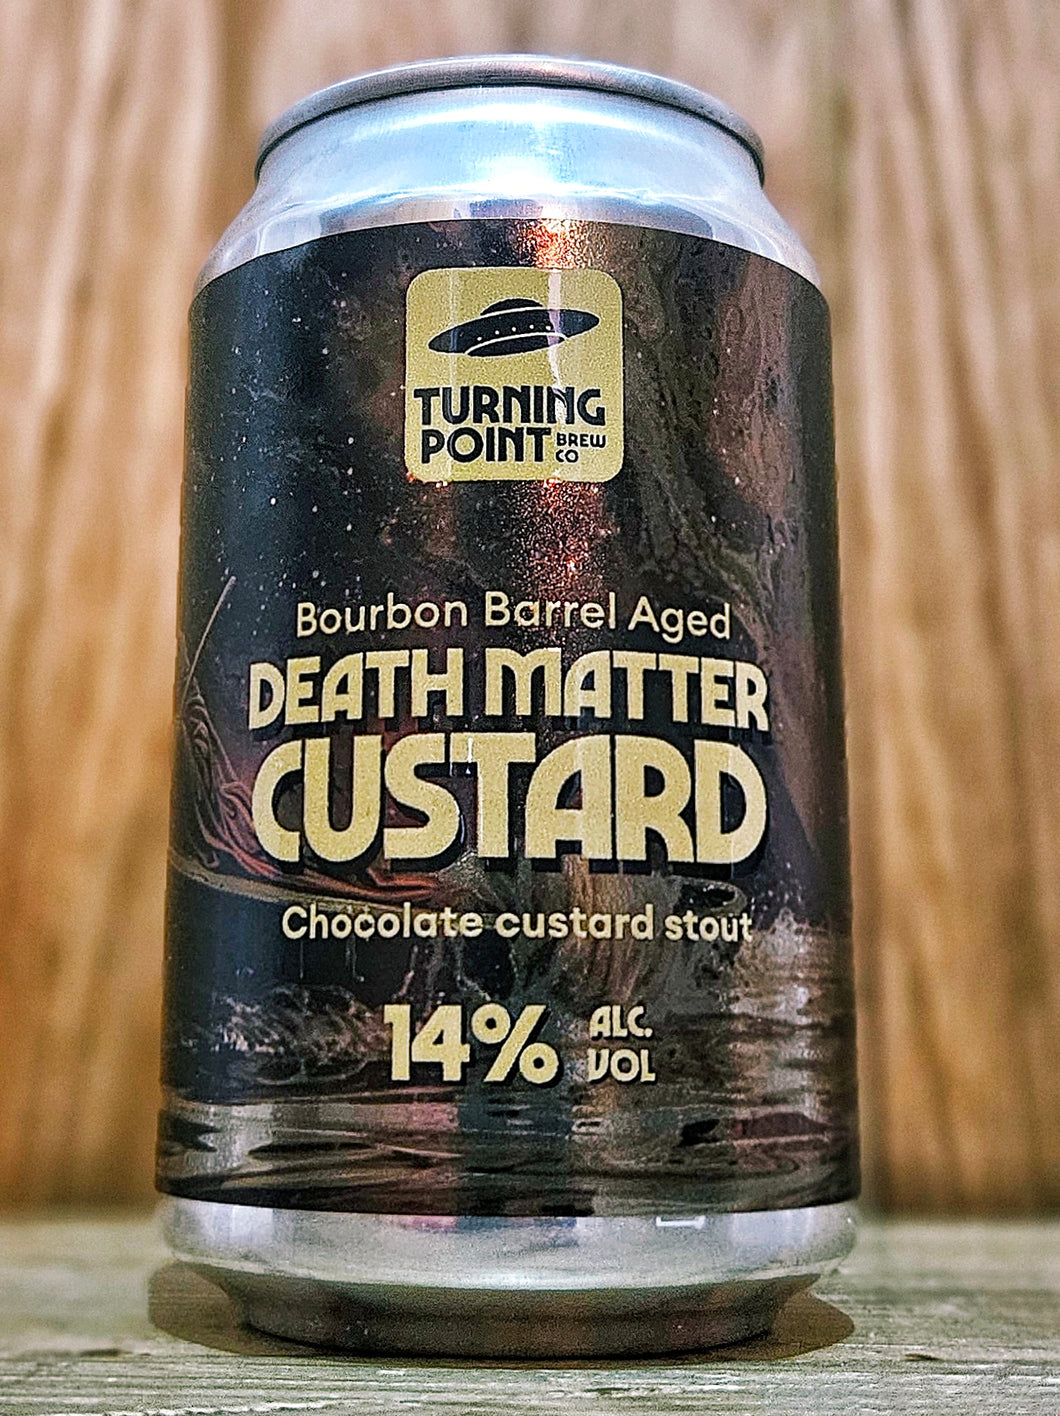 TURNING
POINT BREW CO
Bourbon Barrel Aged
DEATH MATTER
CUSTARD
Chocolate custard stout
14% ALC. VOL